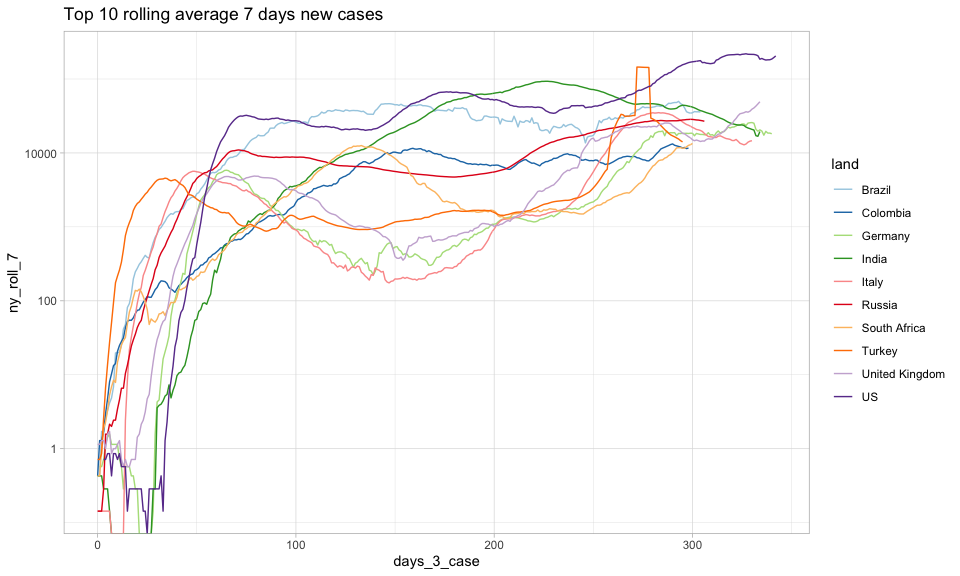 Top 10 rolling average 7 days new cases
ny_roll_7
10000
100
1
0
100
200
300
days_3_case
land
Brazil
Colombia
Germany
India
Italy
Russia
South Africa
Turkey
United Kingdom
US